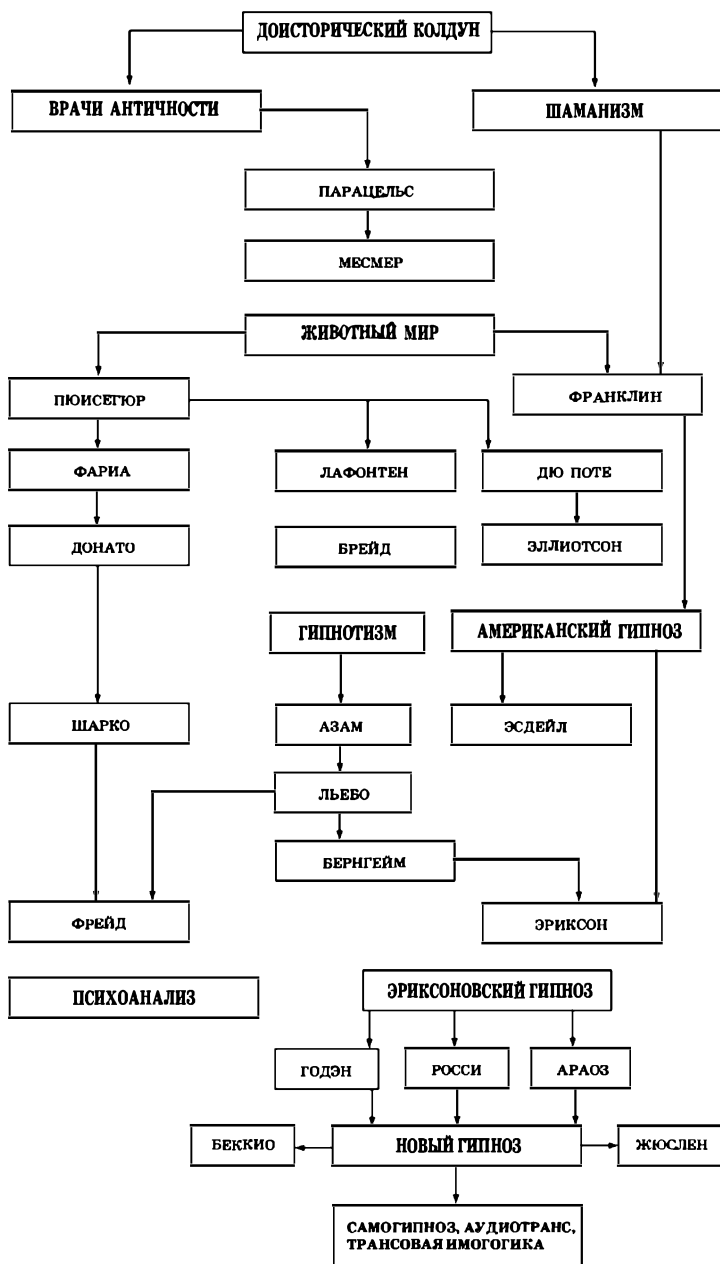 ДОИСТОРИЧЕСКИЙ КОЛДУН
ВРАЧИ АНТИЧНОСТИ
ШАМАНИЗМ
ПАРАЦЕЛЬС
МЕСМЕР
ЖИВОТНЫЙ МИР
ПЮИСЕГЮР
ФРАНКЛИН
ФАРИА
ЛАФОНТЕН
ДЮ ПОТЕ
ДОНАТО
БРЕЙД
ЭЛЛИОТСОН
ГИПНОТИЗМ
АМЕРИКАНСКИЙ ГИПНОЗ
ШАРКО
АЗАМ
ЭСДЕЙЛ
ЛЬЕБО
БЕРНГЕЙМ
ФРЕЙД
ЭРИКСОН
ПСИХОАНАЛИЗ
ЭРИКСОНОВСКИЙ ГИПНОЗ
ГОДЭН
РОССИ
АРАОЗ
БЕККИО
НОВЫЙ ГИПНОЗ
ЖЮСЛЕН
САМОГИПНОЗ, АУДИОТРАНС,
ТРАНСОВАЯ ИМОГОГИКА